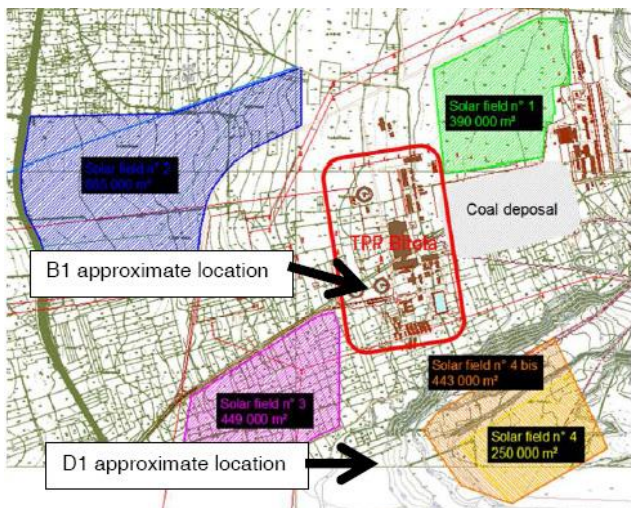 Solar field n° 1
390 000 m²
Solar field n° 2
Coal deposal
TPP Bitola
B1 approximate location
Solar field n° 4 bis
443 000 m²
Solar field n° 3
449 000 m²
Solar field n° 4
250 000 m²
D1 approximate location